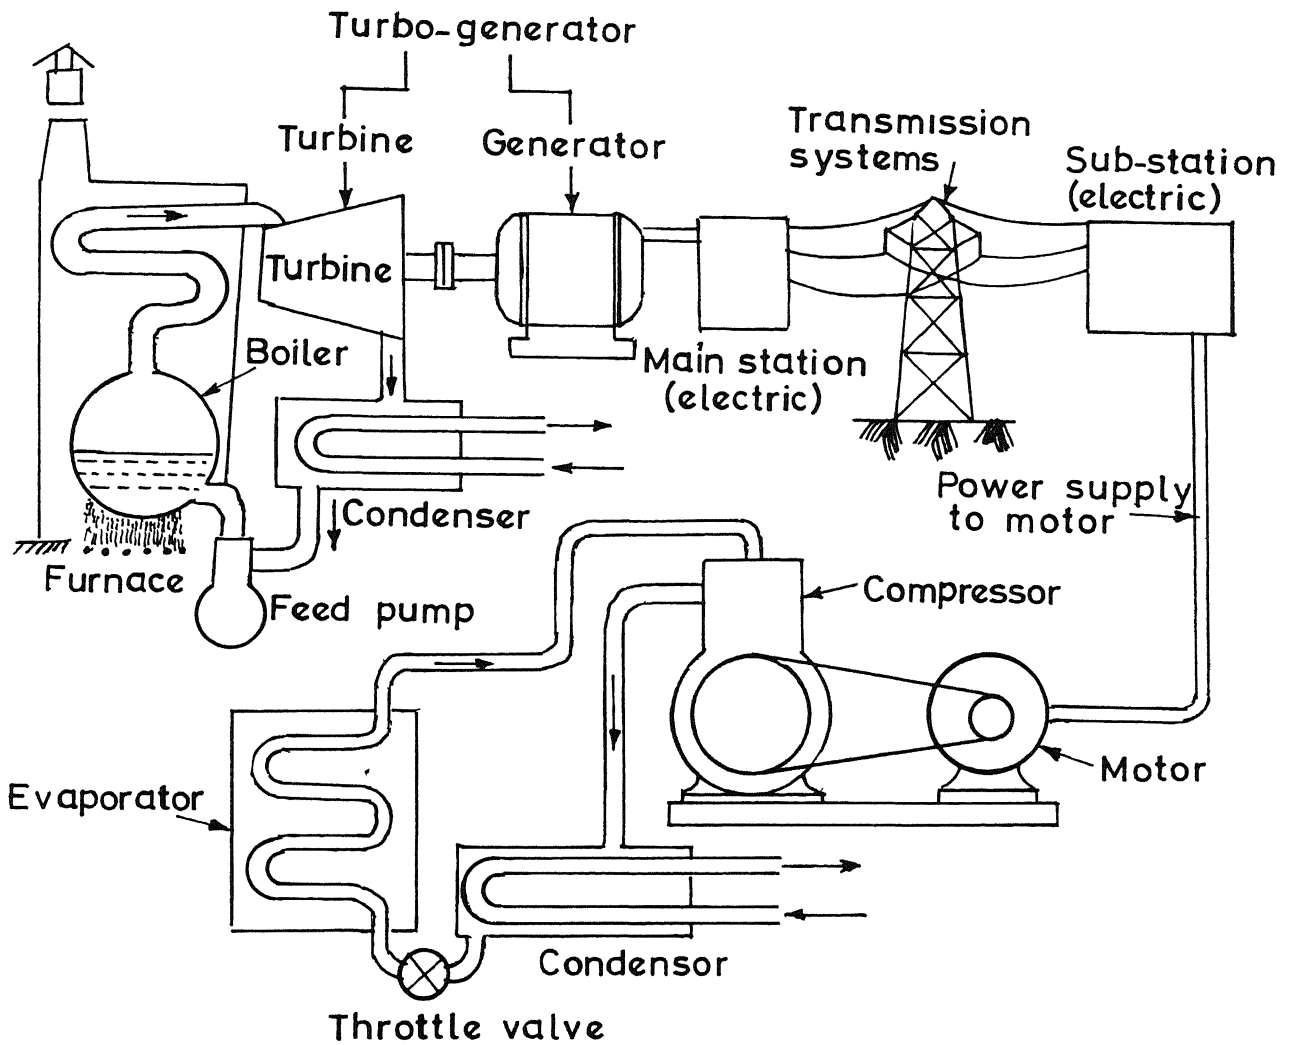 Turbo-generator
Turbine
Generator
Transmission
systems
Sub-station
(electric)
Turbine
Boiler
Main station
(electric)
Condenser
Power supply
to motor
Furnace
Feed pump
Compressor
Evaporator
Motor
Condensor
Throttle valve